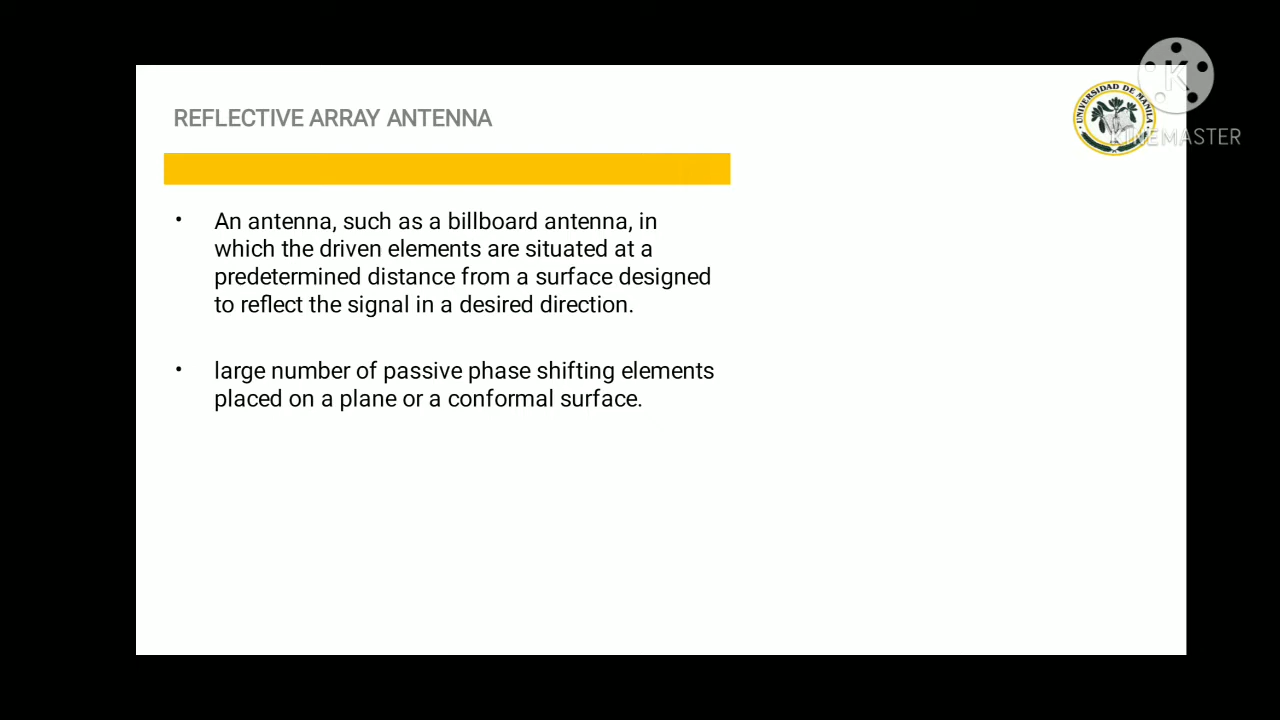 REFLECTIVE ARRAY ANTENNA
UNIVERSIDAD DE MANILA
K
KINEMASTER
• An antenna, such as a billboard antenna, in
which the driven elements are situated at a
predetermined distance from a surface designed
to reflect the signal in a desired direction.
• large number of passive phase shifting elements
placed on a plane or a conformal surface.